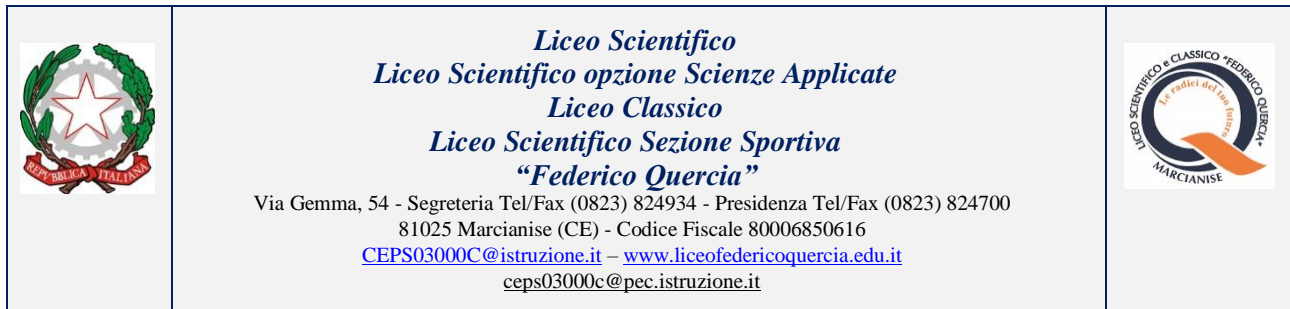 REPVBBLICA ITALIANA
Liceo Scientifico
Liceo Scientifico opzione Scienze Applicate
Liceo Classico
Liceo Scientifico Sezione Sportiva
“Federico Quercia”
Via Gemma, 54 - Segreteria Tel/Fax (0823) 824934 - Presidenza Tel/Fax (0823) 824700
81025 Marcianise (CE) - Codice Fiscale 80006850616
CEPS03000C@istruzione.it – www.liceofedericoquercia.edu.it
ceps03000c@pec.istruzione.it
LICEO SCIENTIFICO e CLASSICO “FEDERICO QUERCIA”
Le radici del tuo futuro
MARCIANISE